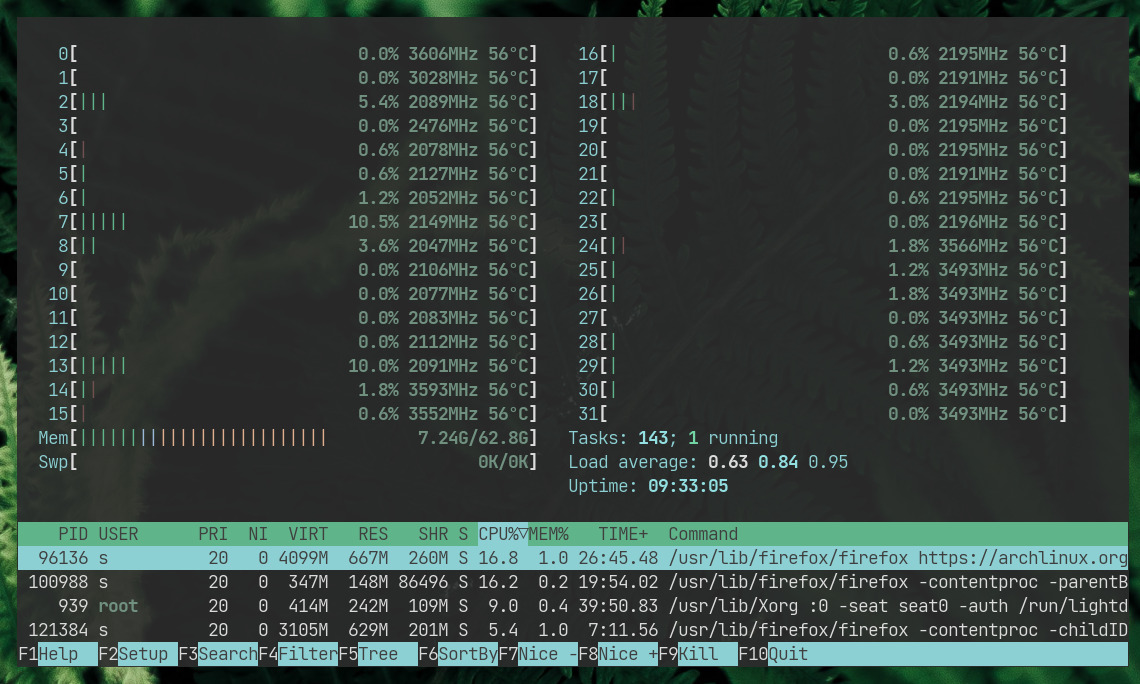 0[ 0.0% 3606MHz 56°C] 16[| 0.6% 2195MHz 56°C]
1[ 0.0% 3028MHz 56°C] 17[ 0.0% 2191MHz 56°C]
2[||| 5.4% 2089MHz 56°C] 18[||| 3.0% 2194MHz 56°C]
3[ 0.0% 2476MHz 56°C] 19[ 0.0% 2195MHz 56°C]
4[| 0.6% 2078MHz 56°C] 20[ 0.0% 2195MHz 56°C]
5[| 0.6% 2127MHz 56°C] 21[ 0.0% 2191MHz 56°C]
6[| 1.2% 2052MHz 56°C] 22[| 0.6% 2195MHz 56°C]
7[||||| 10.5% 2149MHz 56°C] 23[ 0.0% 2196MHz 56°C]
8[|| 3.6% 2047MHz 56°C] 24[|| 1.8% 3566MHz 56°C]
9[ 0.0% 2106MHz 56°C] 25[| 1.2% 3493MHz 56°C]
10[ 0.0% 2077MHz 56°C] 26[| 1.8% 3493MHz 56°C]
11[ 0.0% 2083MHz 56°C] 27[ 0.0% 3493MHz 56°C]
12[ 0.0% 2112MHz 56°C] 28[| 0.6% 3493MHz 56°C]
13[||||| 10.0% 2091MHz 56°C] 29[| 1.2% 3493MHz 56°C]
14[|| 1.8% 3593MHz 56°C] 30[| 0.6% 3493MHz 56°C]
15[| 0.6% 3552MHz 56°C] 31[ 0.0% 3493MHz 56°C]
Mem[||||||||||||||||||||||||| 7.24G/62.8G] Tasks: 143; 1 running
Swp[ 0K/0K] Load average: 0.63 0.84 0.95
Uptime: 09:33:05
PID USER PRI NI VIRT RES SHR S CPU%▽MEM% TIME+ Command
96136 s 20 0 4099M 667M 260M S 16.8 1.0 26:45.48 /usr/lib/firefox/firefox https://archlinux.org
100988 s 20 0 347M 148M 86496 S 16.2 0.2 19:54.02 /usr/lib/firefox/firefox -contentproc -parentB
939 root 20 0 414M 242M 109M S 9.0 0.4 39:50.83 /usr/lib/Xorg :0 -seat seat0 -auth /run/lightd
121384 s 20 0 3105M 629M 201M S 5.4 1.0 7:11.56 /usr/lib/firefox/firefox -contentproc -childID
F1Help F2Setup F3SearchF4FilterF5Tree F6SortByF7Nice -F8Nice +F9Kill F10Quit